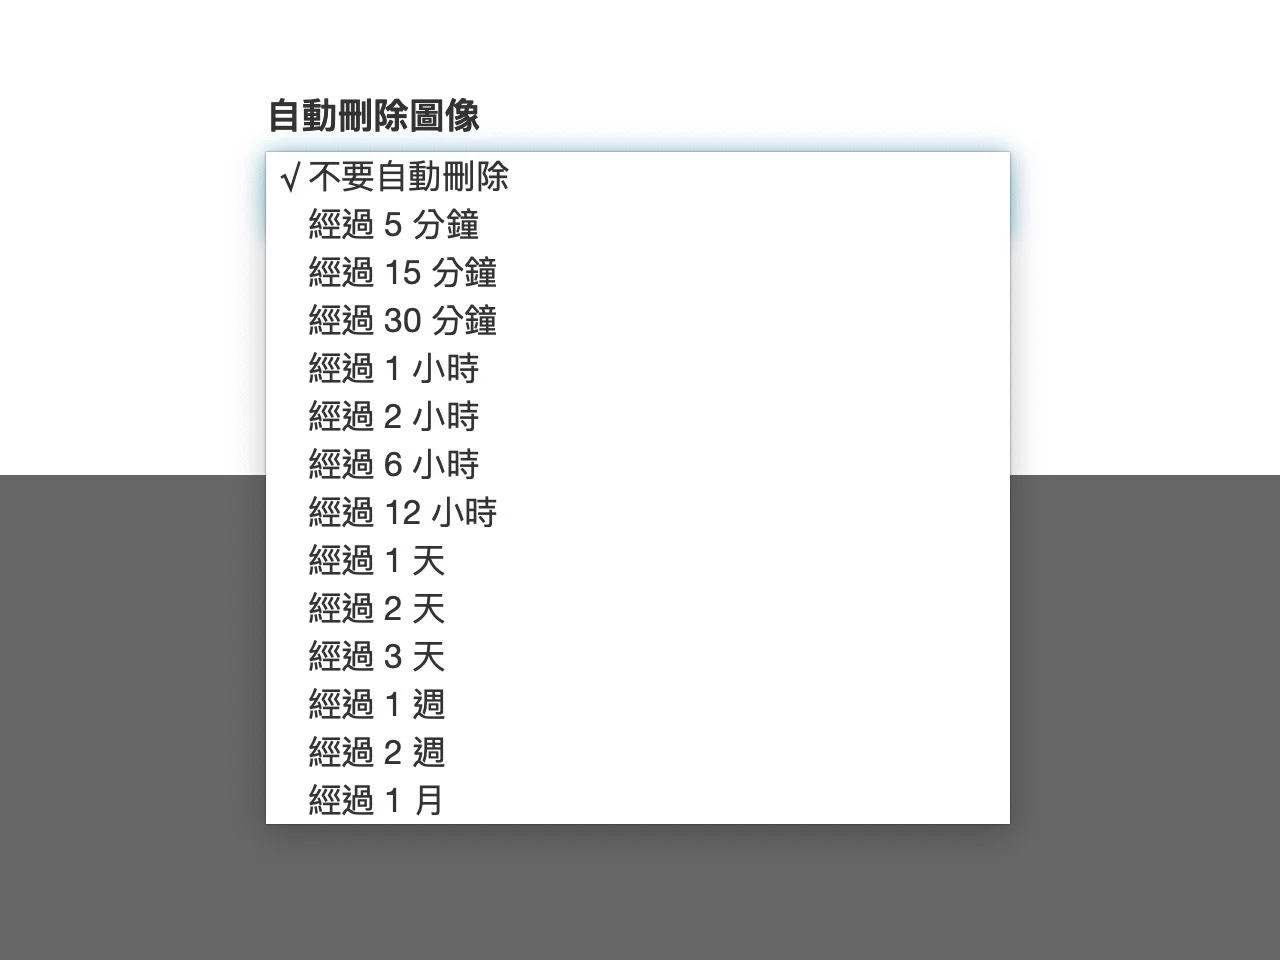 自動刪除圖像
√ 不要自動刪除
經過 5 分鐘
經過 15 分鐘
經過 30 分鐘
經過 1 小時
經過 2 小時
經過 6 小時
經過 12 小時
經過 1 天
經過 2 天
經過 3 天
經過 1 週
經過 2 週
經過 1 月